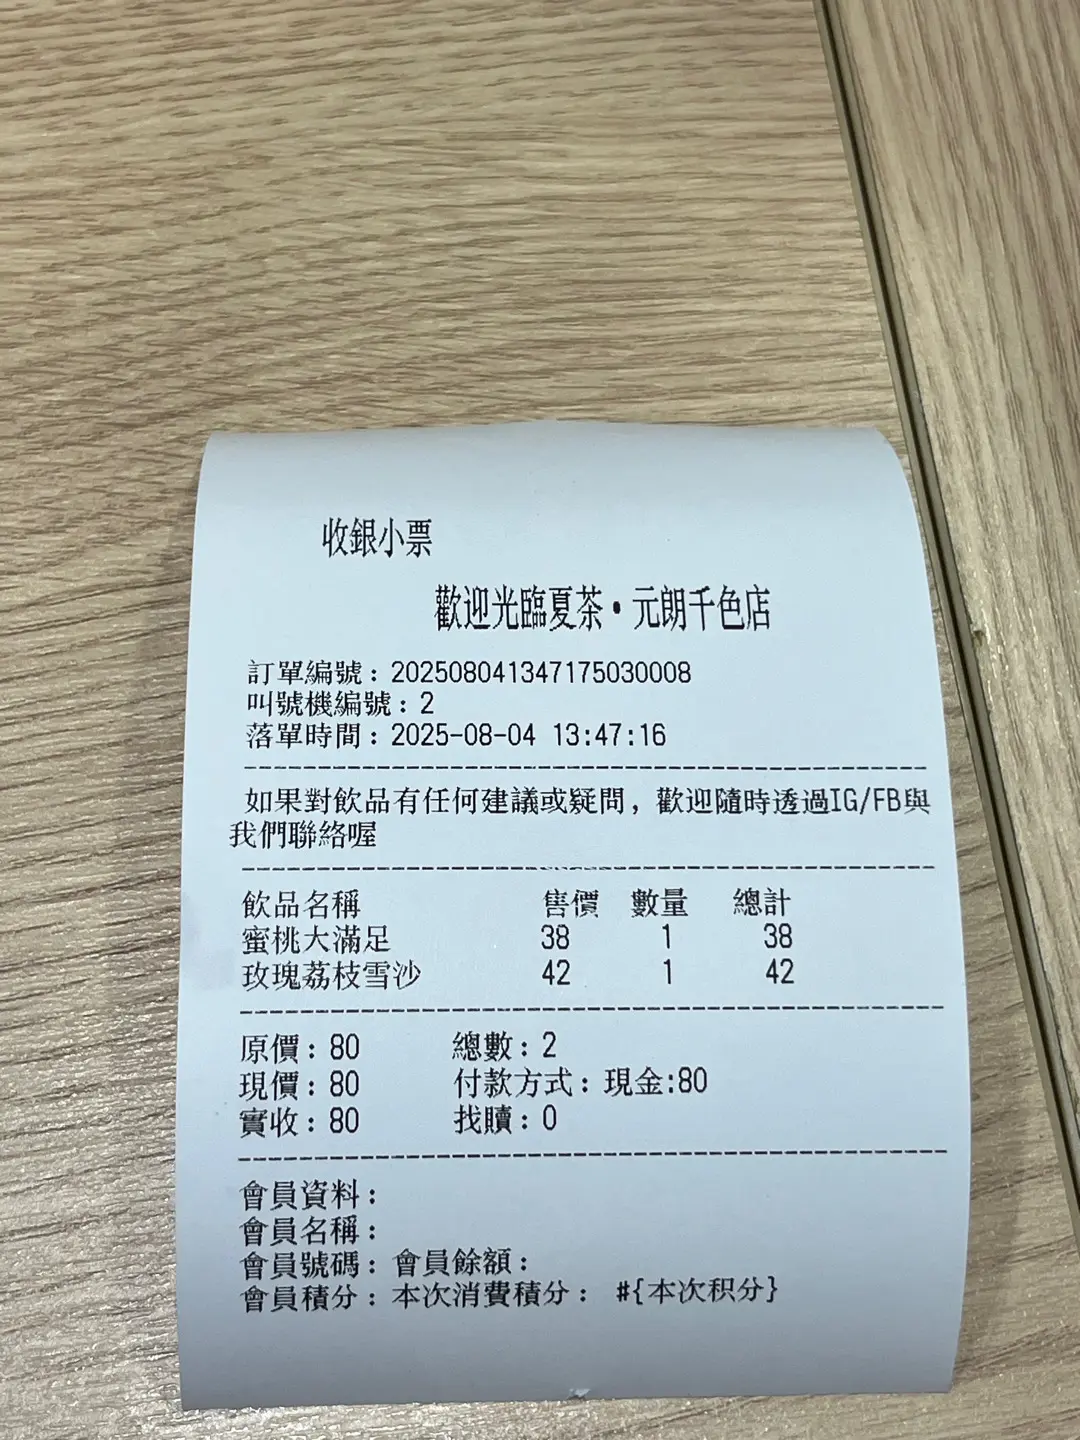 收銀小票
歡迎光臨夏茶•元朗千色店
訂單編號：202508041347175030008
叫號機編號：2
落單時間：2025-08-04 13:47:16
如果對飲品有任何建議或疑問，歡迎隨時透過IG/FB與
我們聯絡喔
飲品名稱 售價 數量 總計
蜜桃大滿足 38 1 38
玫瑰荔枝雪沙 42 1 42
原價：80 總數：2
現價：80 付款方式：現金:80
實收：80 找贖：0
會員資料：
會員名稱：
會員號碼：會員餘額：
會員積分：本次消費積分： #{本次积分}